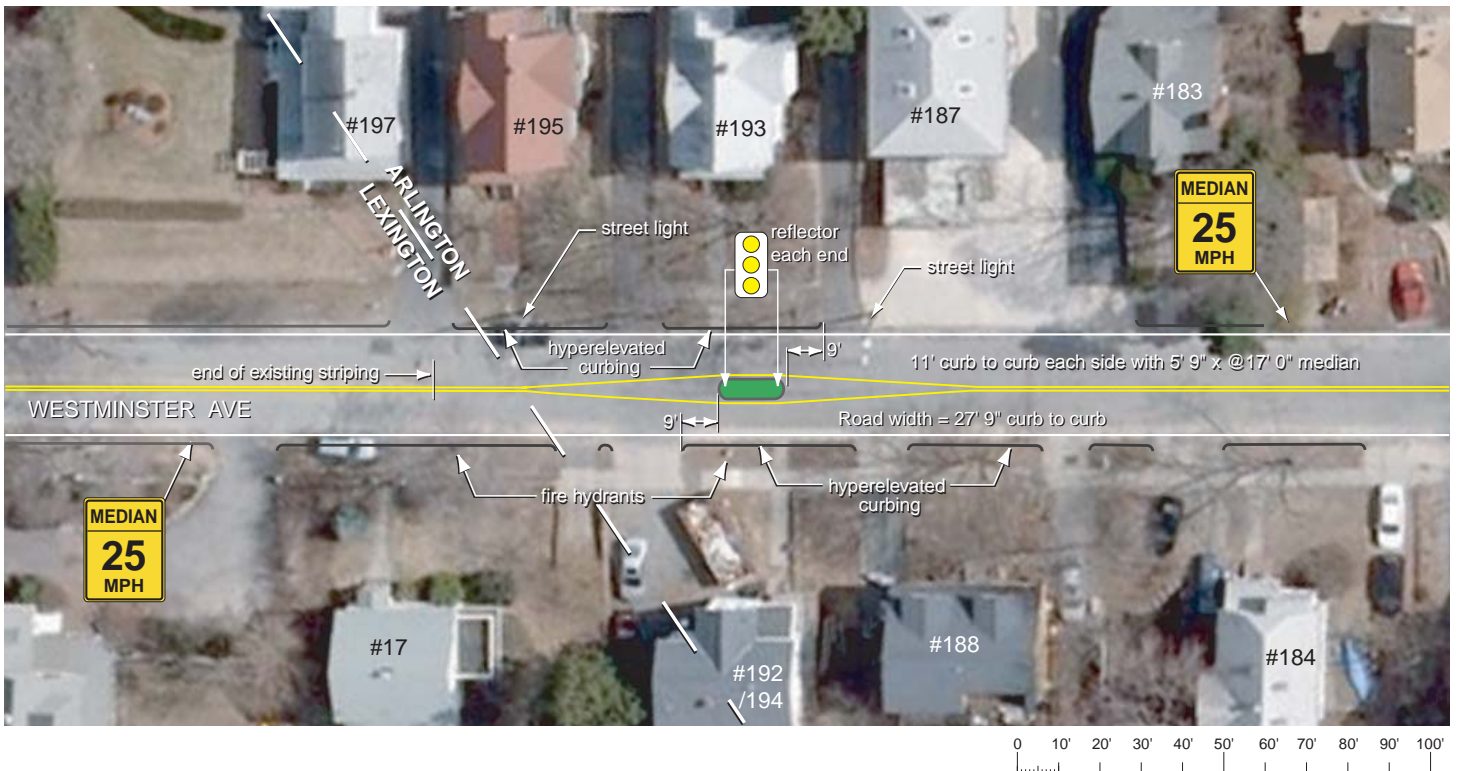 #197
#195
#193
#187
#183
ARLINGTON
LEXINGTON
MEDIAN
25
MPH
street light
reflector
each end
street light
hyperelevated
curbing
9'
11' curb to curb each side with 5' 9" x @17' 0" median
end of existing striping
WESTMINSTER AVE
9'
Road width = 27' 9" curb to curb
fire hydrants
hyperelevated
curbing
MEDIAN
25
MPH
#17
#192
/194
#188
#184
0 10' 20' 30' 40' 50' 60' 70' 80' 90' 100'